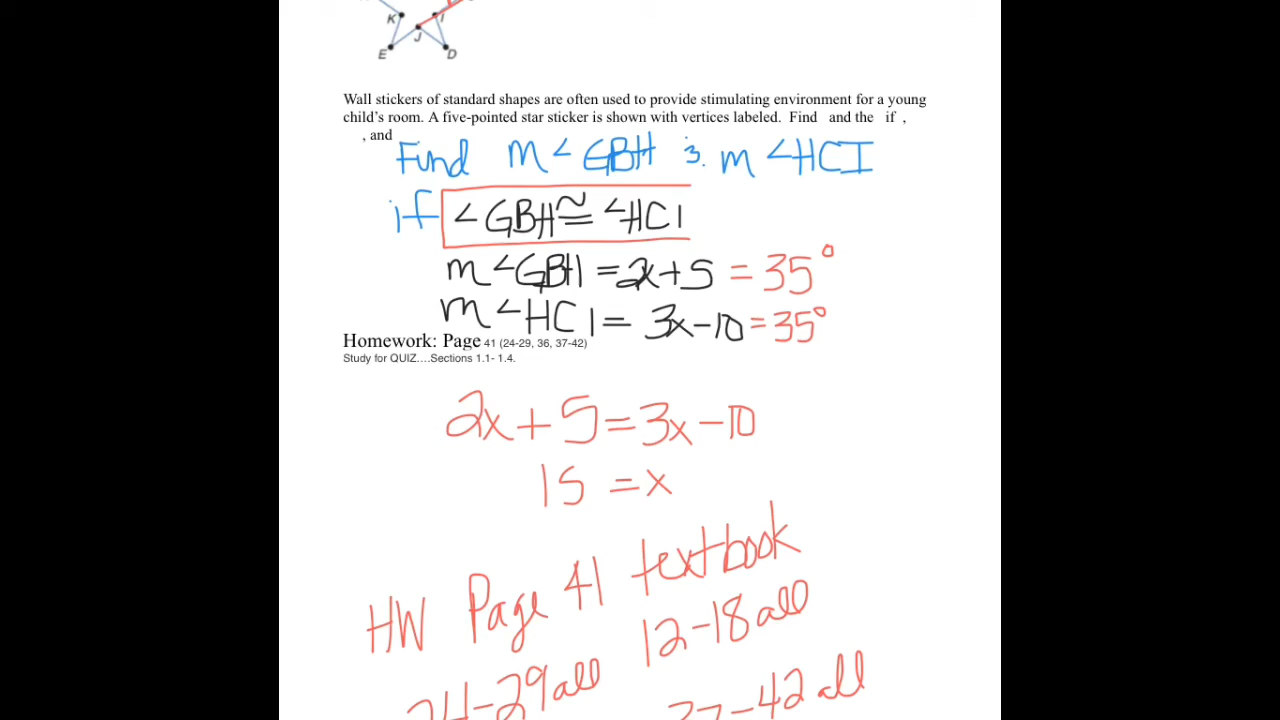 K I
J
E D
Wall stickers of standard shapes are often used to provide stimulating environment for a young
child's room. A five-pointed star sticker is shown with vertices labeled. Find and the if ,
, and
Find m∠GBH & m∠HCI
if ∠GBH ≅ ∠HCI
m∠GBH = 2x+5 = 35°
m∠HCI = 3x-10 = 35°
Homework: Page 41 (24-29, 36, 37-42)
Study for QUIZ....Sections 1.1- 1.4.
2x+5=3x-10
15 = x
HW Page 41 textbook
12-18 all
24-29 all
37-42 all